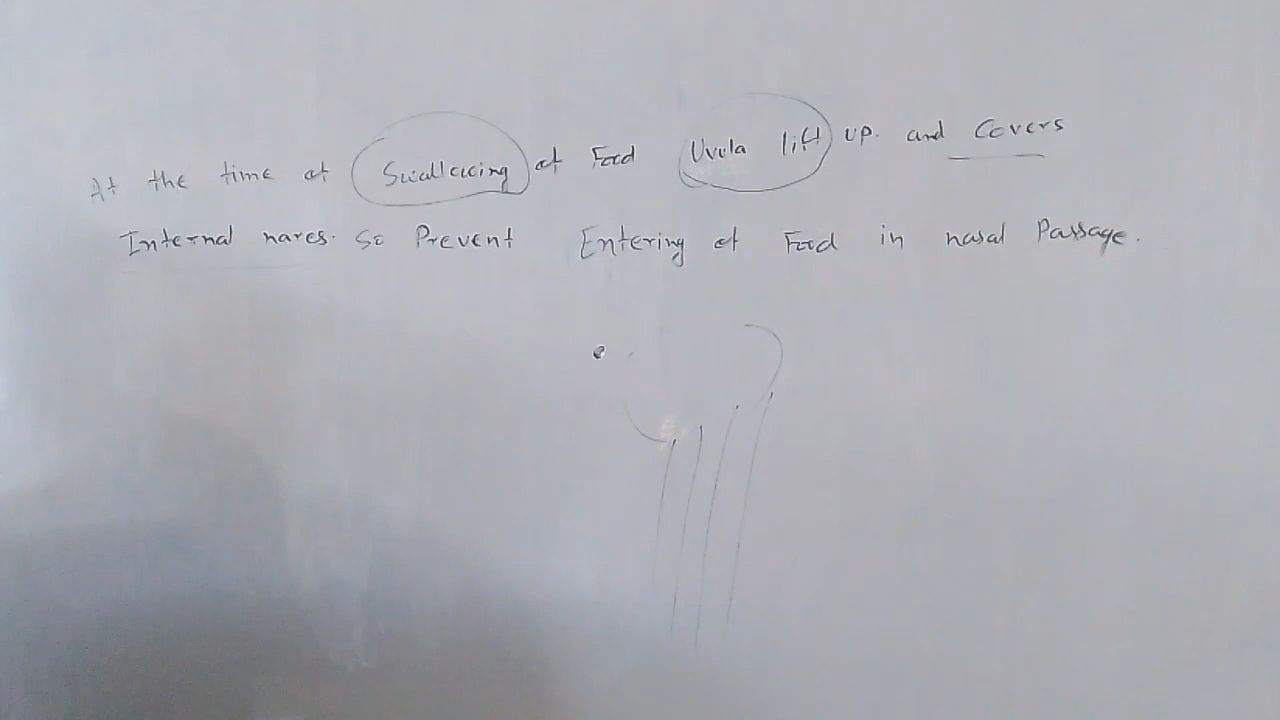 At the time of Swallowing of Food Uvula lift up. and Covers
Internal nares. So Prevent Entering of Food in nasal Passage.